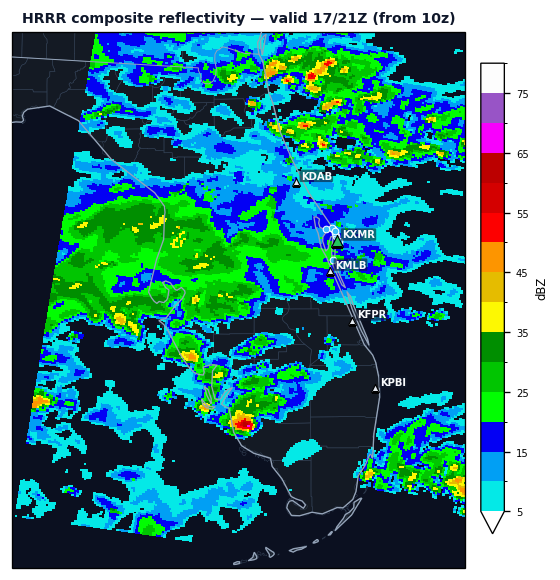 HRRR composite reflectivity — valid 17/21Z (from 10z)
KDAB
KXMR
KMLB
KFPR
KPBI
75
65
55
45
35
25
15
5
dBZ